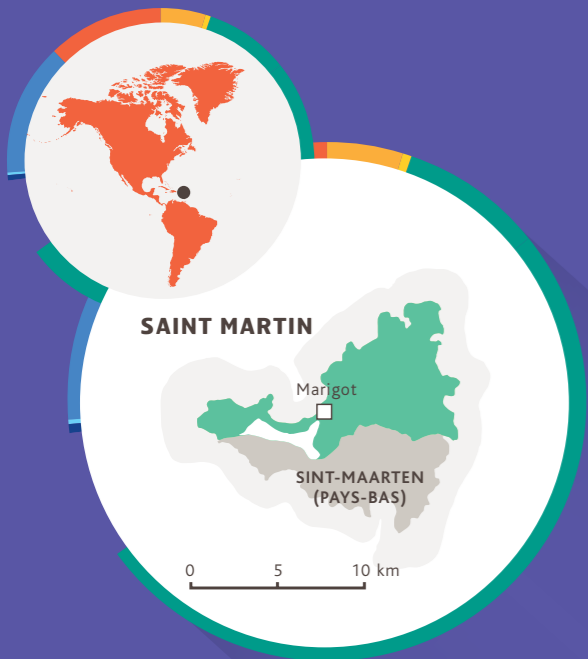 SAINT MARTIN
Marigot
SINT-MAARTEN
(PAYS-BAS)
0 5 10 km